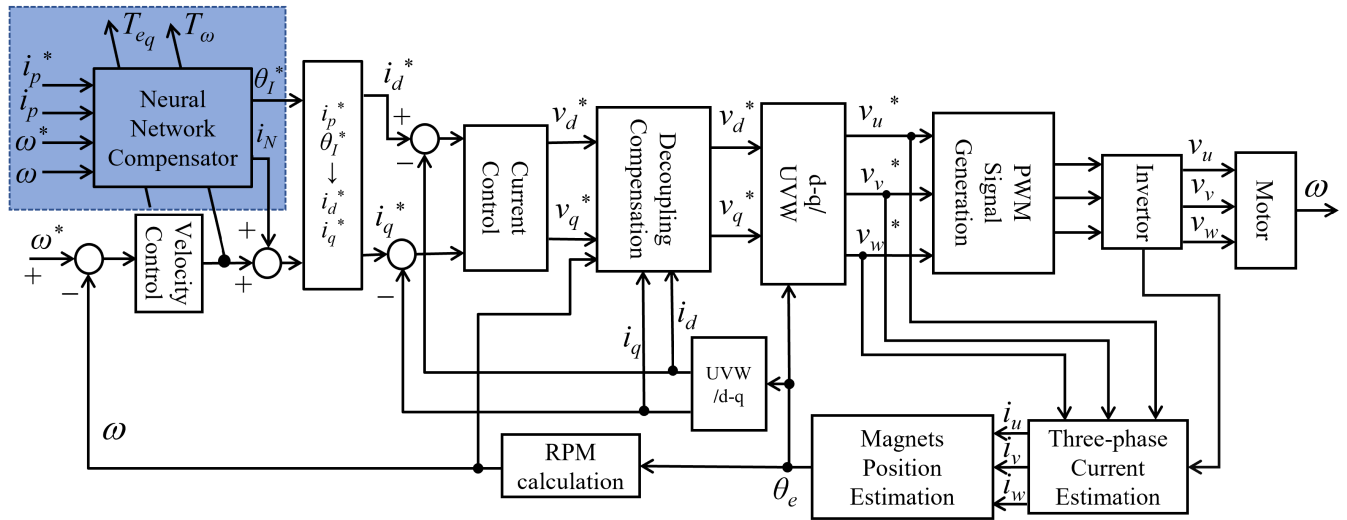 T_{eq}
T_ω
i_p^*
i_p
ω^*
ω
Neural
Network
Compensator
θ_I^*
i_N
ω^*
+
−
Velocity
Control
+
+
i_p^*
θ_I^*
↓
i_d^*
i_q^*
i_d^*
i_q^*
+
−
−
Current
Control
v_d^*
v_q^*
Decoupling
Compensation
v_d^*
v_q^*
d-q/
UVW
v_u^*
v_v^*
v_w^*
PWM
Signal
Generation
Invertor
v_u
v_v
v_w
Motor
ω
i_d
i_q
UVW
/d-q
ω
RPM
calculation
θ_e
Magnets
Position
Estimation
i_u
i_v
i_w
Three-phase
Current
Estimation